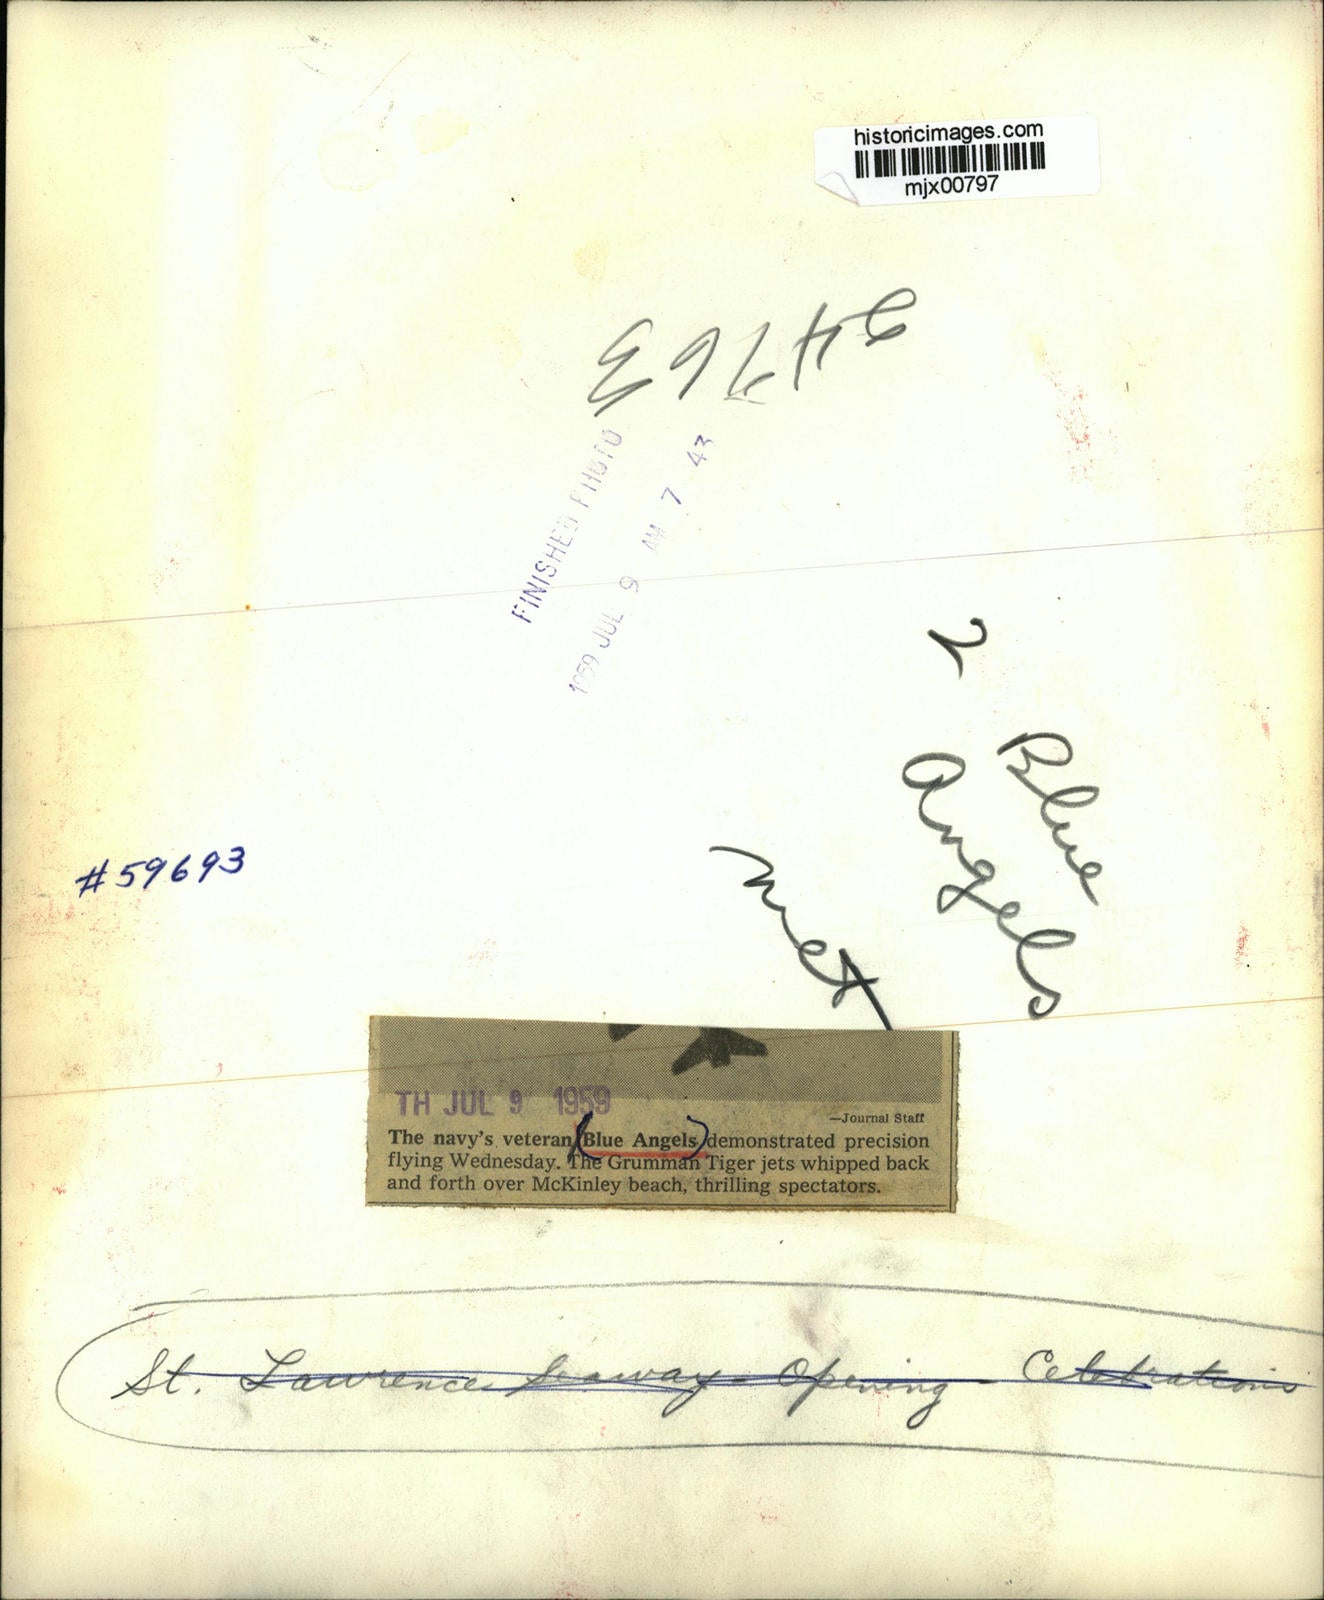 historicimages.com
mjx00797
FINISHED PHOTO
1959 JUL 9 AM 7 43
2
Blue
Angels
met
#59693
TH JUL 9 1959
—Journal Staff
The navy's veteran (Blue Angels) demonstrated precision
flying Wednesday. The Grumman Tiger jets whipped back
and forth over McKinley beach, thrilling spectators.
St. Lawrence Seaway - Opening - Celebrations